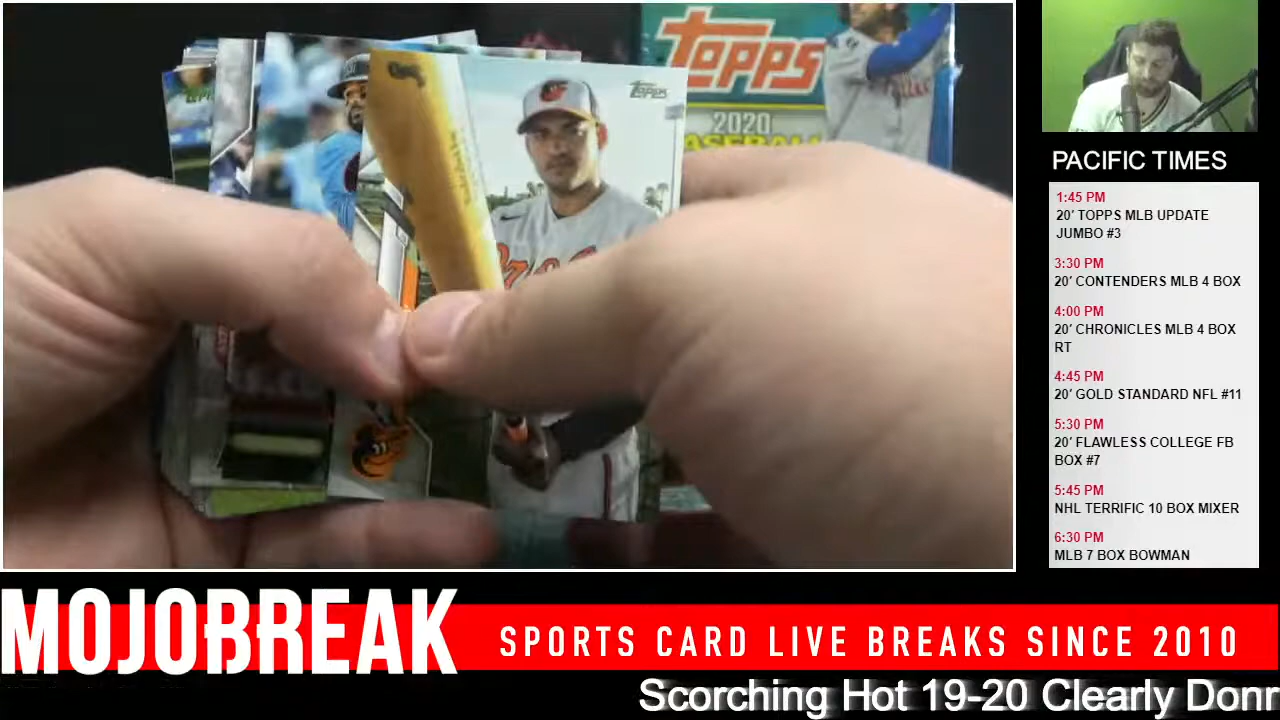 Topps
Topps
2020
BASEBALL
PACIFIC TIMES
1:45 PM
20' TOPPS MLB UPDATE
JUMBO #3
3:30 PM
20' CONTENDERS MLB 4 BOX
4:00 PM
20' CHRONICLES MLB 4 BOX
RT
4:45 PM
20' GOLD STANDARD NFL #11
5:30 PM
20' FLAWLESS COLLEGE FB
BOX #7
5:45 PM
NHL TERRIFIC 10 BOX MIXER
6:30 PM
MLB 7 BOX BOWMAN
MOJOBREAK
SPORTS CARD LIVE BREAKS SINCE 2010
Scorching Hot 19-20 Clearly Donr